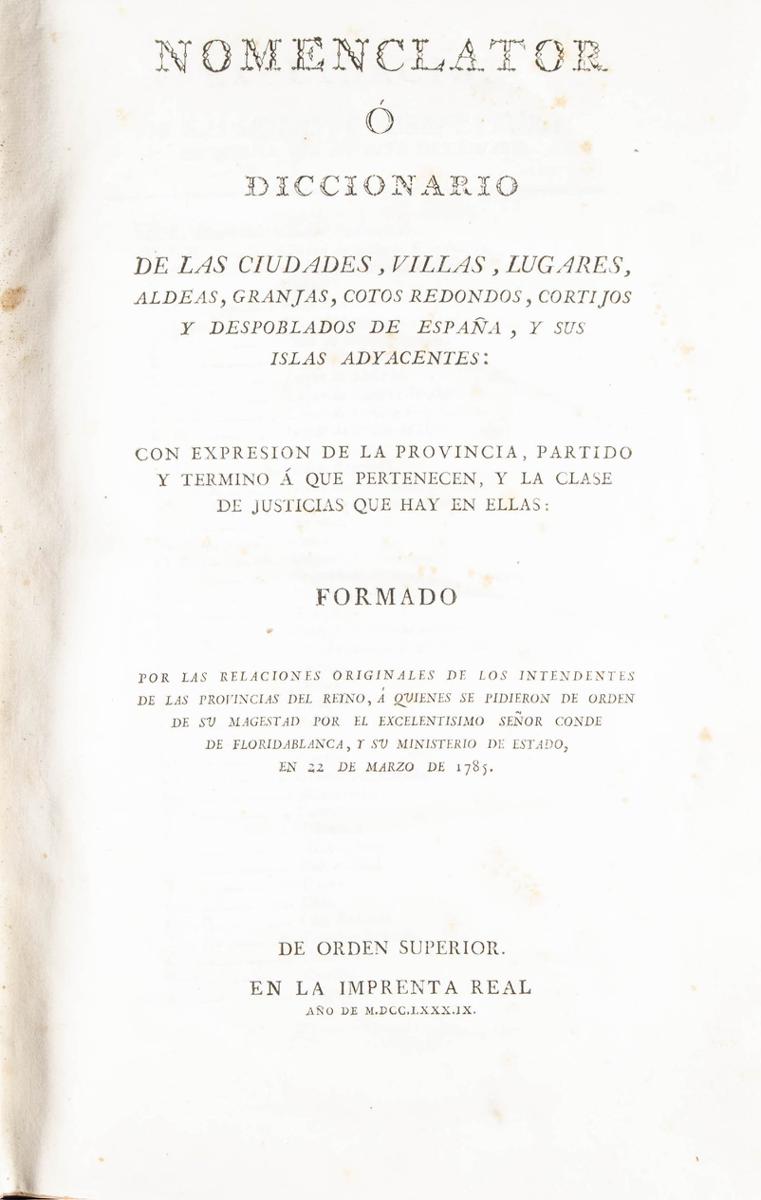 NOMENCLATOR
Ó
DICCIONARIO
DE LAS CIUDADES, VILLAS, LUGARES,
ALDEAS, GRANJAS, COTOS REDONDOS, CORTIJOS
Y DESPOBLADOS DE ESPAÑA, Y SUS
ISLAS ADYACENTES:
CON EXPRESION DE LA PROVINCIA, PARTIDO
Y TERMINO Á QUE PERTENECEN, Y LA CLASE
DE JUSTICIAS QUE HAY EN ELLAS:
FORMADO
POR LAS RELACIONES ORIGINALES DE LOS INTENDENTES
DE LAS PROVINCIAS DEL REYNO, Á QUIENES SE PIDIERON DE ORDEN
DE SU MAGESTAD POR EL EXCELENTISIMO SEÑOR CONDE
DE FLORIDABLANCA, Y SU MINISTERIO DE ESTADO,
EN 22 DE MARZO DE 1785.
DE ORDEN SUPERIOR.
EN LA IMPRENTA REAL
AÑO DE M.DCC.LXXX.IX.